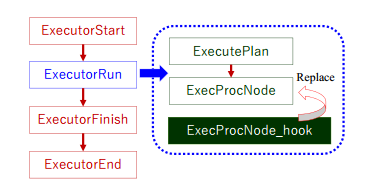 ExecutorStart
ExecutorRun
ExecutorFinish
ExecutorEnd
ExecutePlan
ExecProcNode
Replace
ExecProcNode_hook